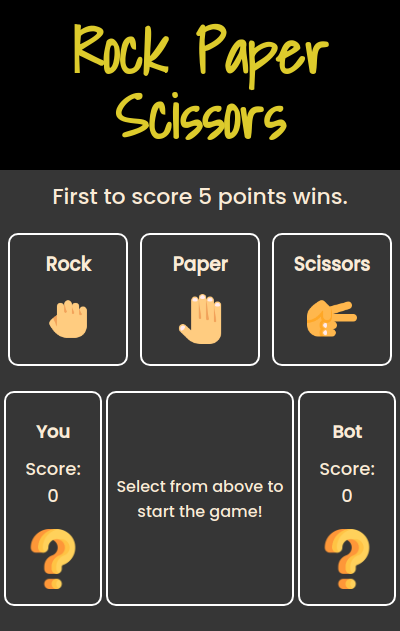 Rock Paper
Scissors
First to score 5 points wins.
Rock
Paper
Scissors
You
Score:
0
Select from above to
start the game!
Bot
Score:
0